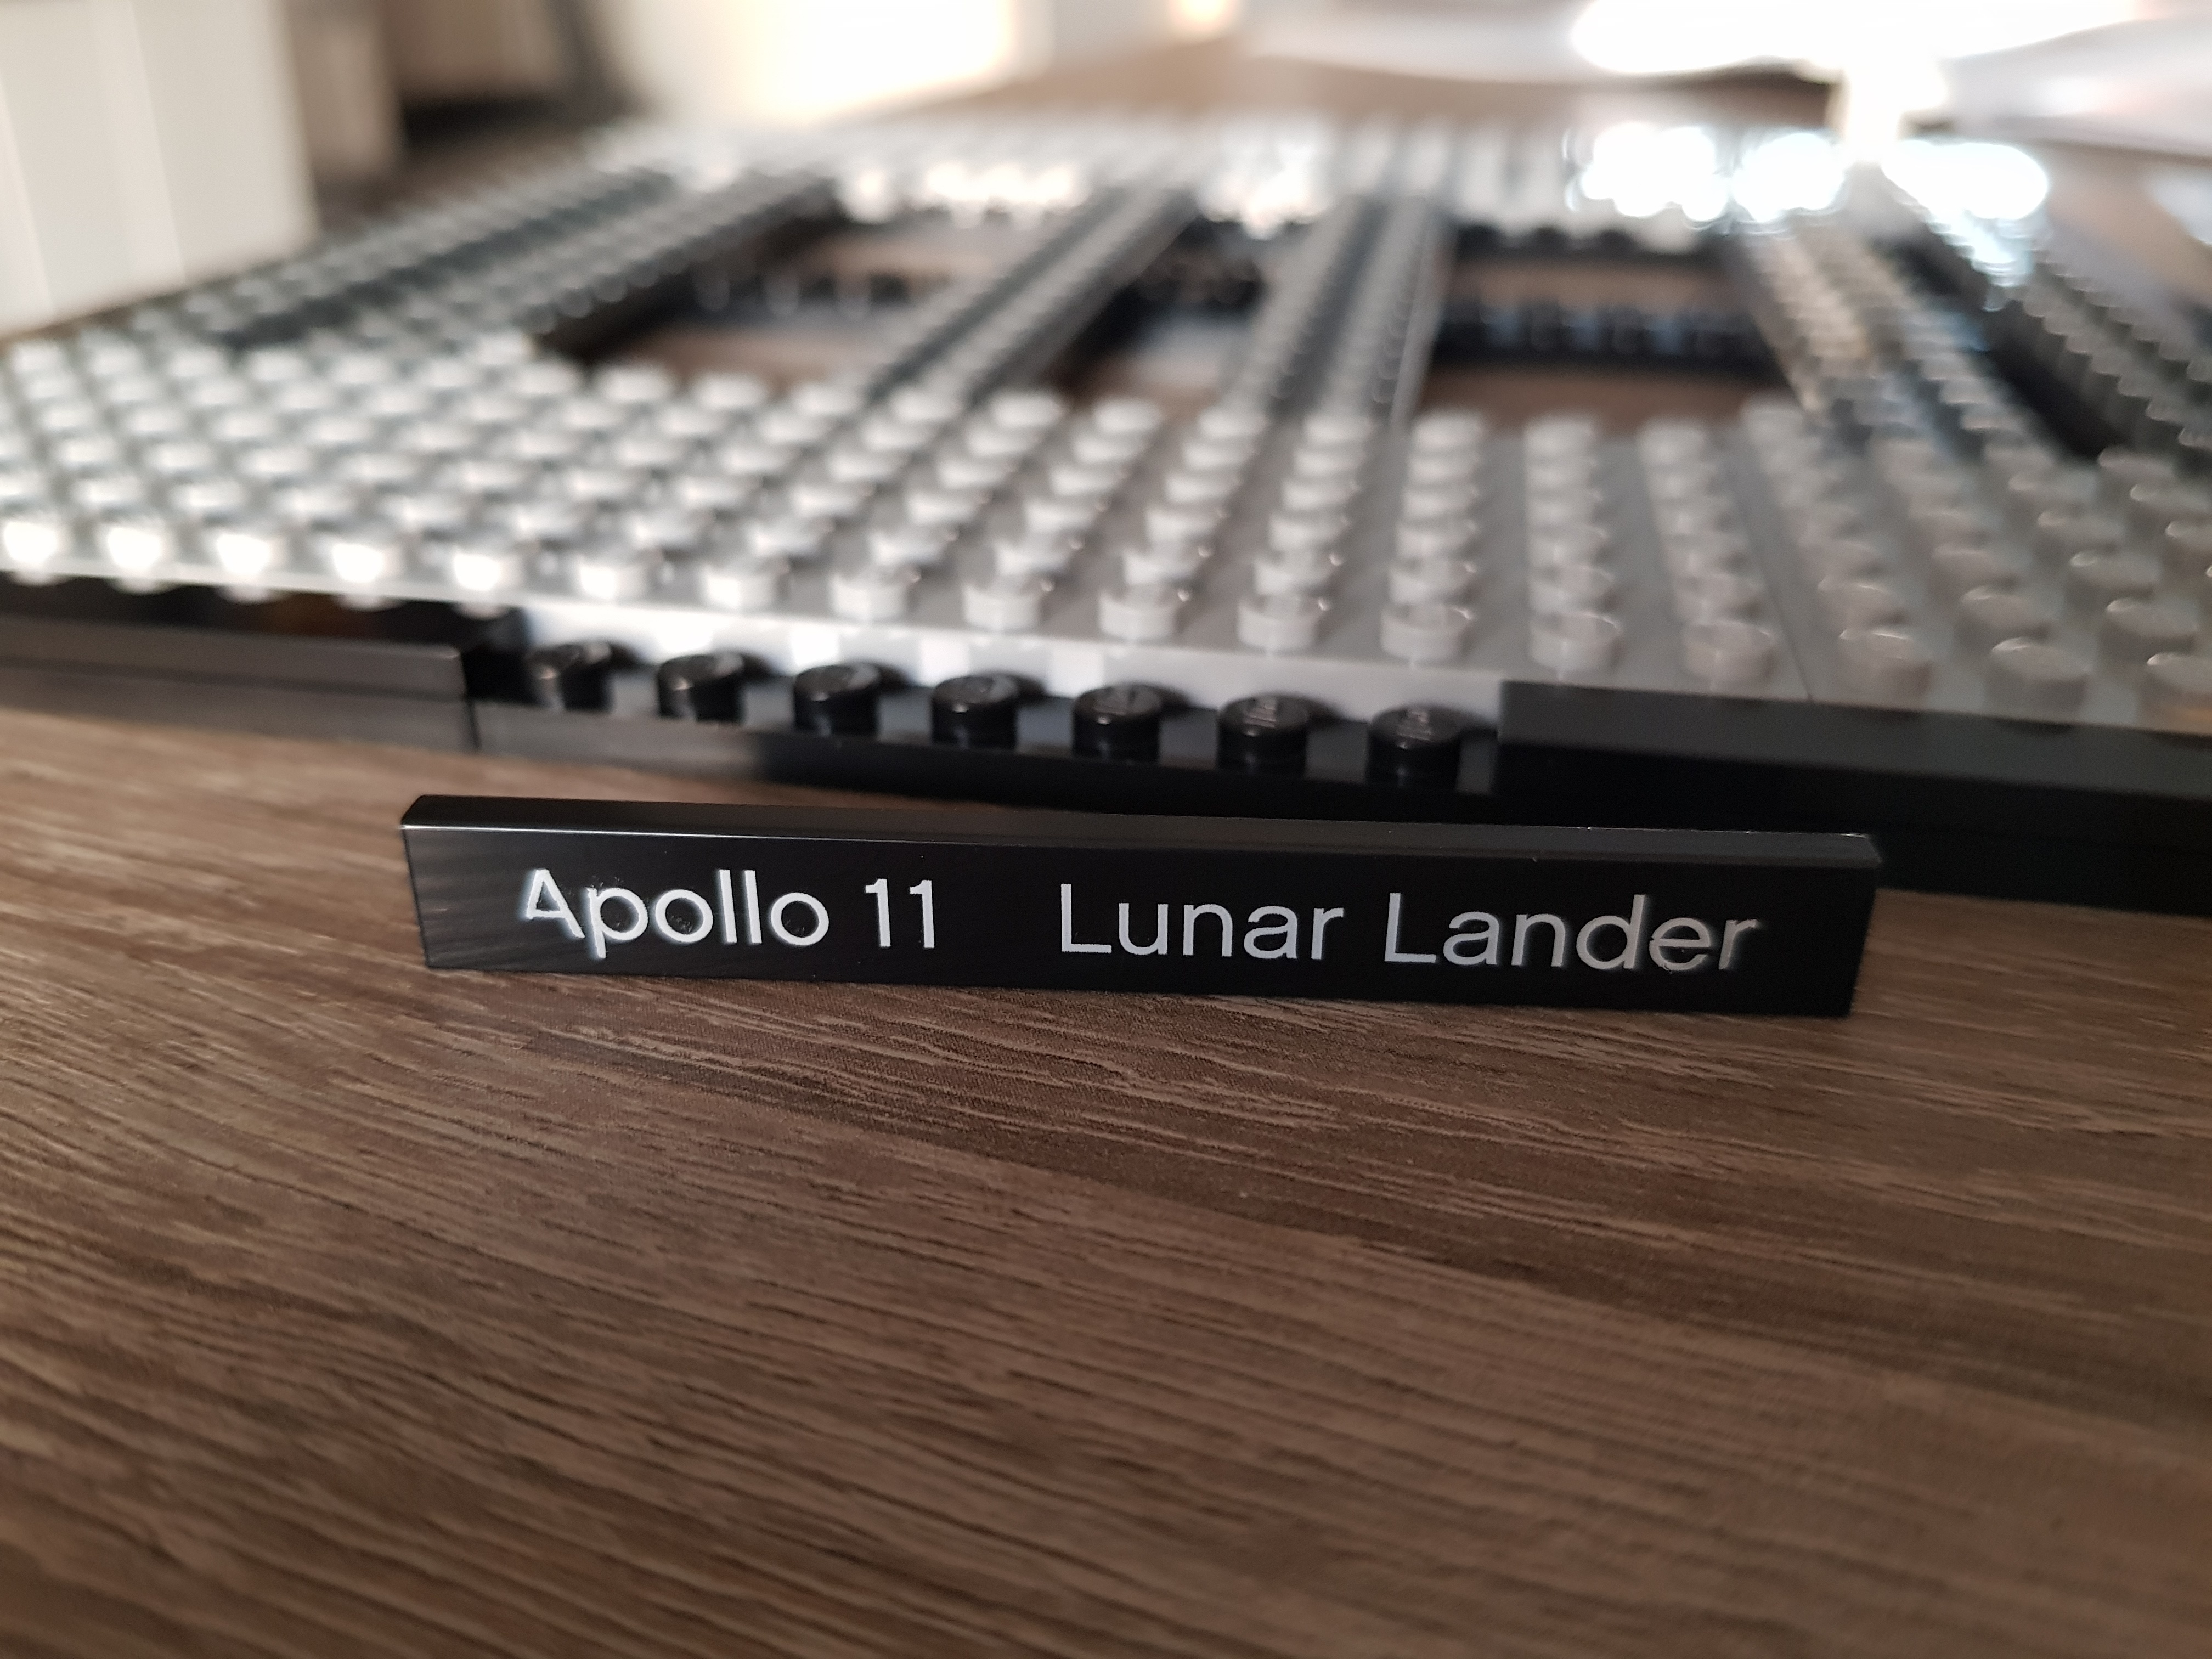 Apollo 11 Lunar Lander